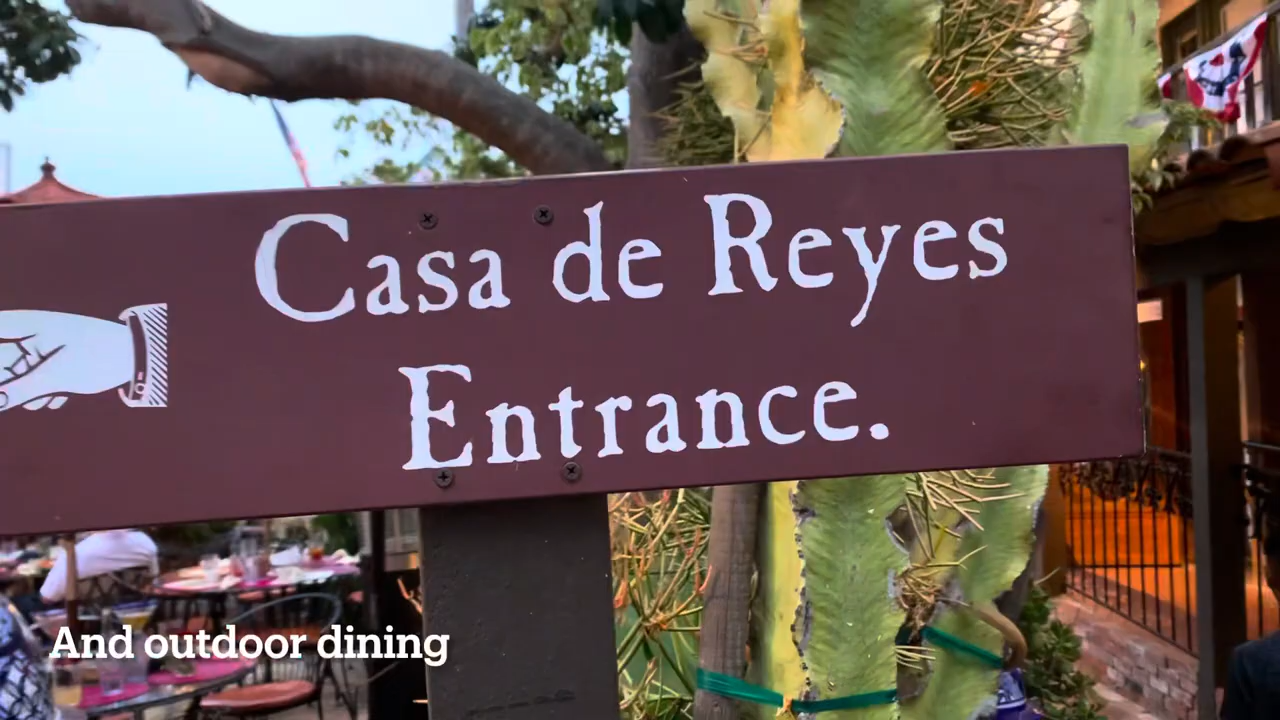 Casa de Reyes
Entrance.
And outdoor dining